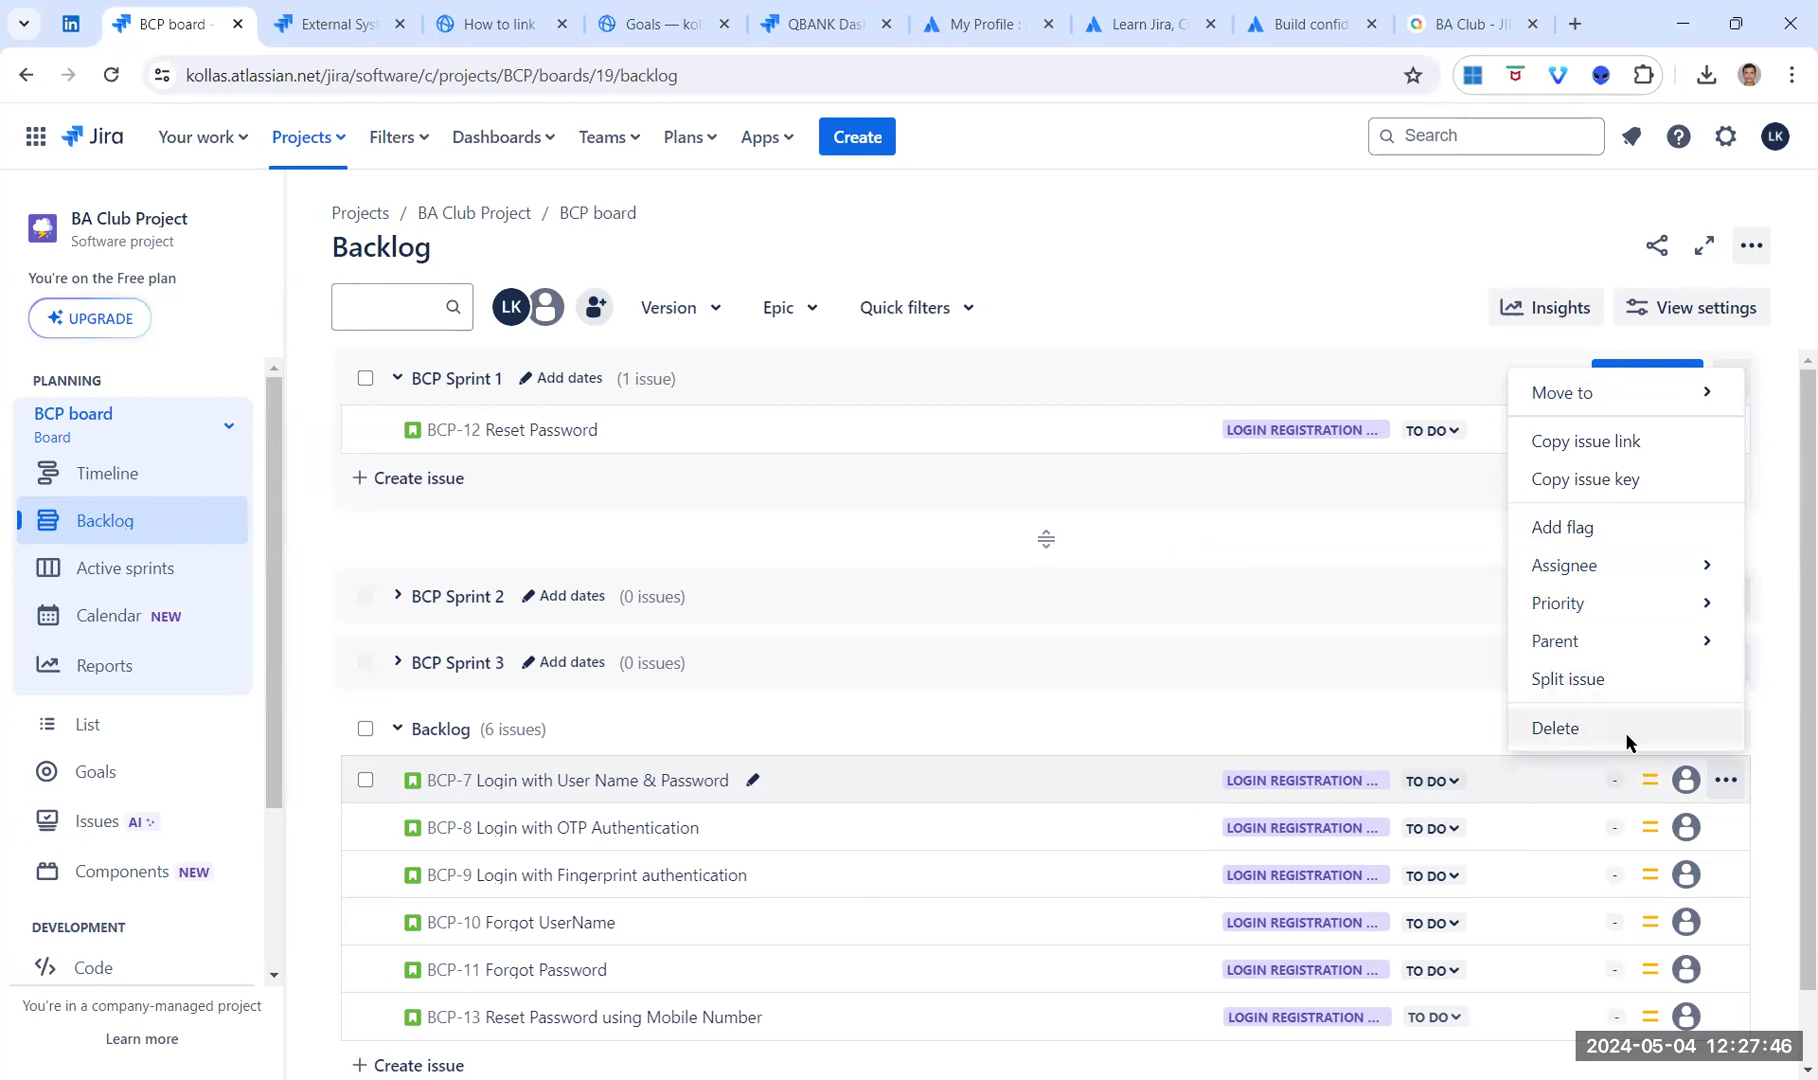 BCP board -
External Sys
How to link
Goals — kol
QBANK Das
My Profile :
Learn Jira, C
Build confid
BA Club - JI
kollas.atlassian.net/jira/software/c/projects/BCP/boards/19/backlog
Jira
Your work
Projects
Filters
Dashboards
Teams
Plans
Apps
Create
Search
LK
BA Club Project
Software project
You're on the Free plan
UPGRADE
PLANNING
BCP board
Board
Timeline
Backlog
Active sprints
Calendar NEW
Reports
List
Goals
Issues AI
Components NEW
DEVELOPMENT
Code
You're in a company-managed project
Learn more
Projects / BA Club Project / BCP board
Backlog
LK
Version
Epic
Quick filters
Insights
View settings
BCP Sprint 1 Add dates (1 issue)
BCP-12 Reset Password LOGIN REGISTRATION ... TO DO
+ Create issue
BCP Sprint 2 Add dates (0 issues)
BCP Sprint 3 Add dates (0 issues)
Backlog (6 issues)
BCP-7 Login with User Name & Password LOGIN REGISTRATION ... TO DO -
BCP-8 Login with OTP Authentication LOGIN REGISTRATION ... TO DO -
BCP-9 Login with Fingerprint authentication LOGIN REGISTRATION ... TO DO -
BCP-10 Forgot UserName LOGIN REGISTRATION ... TO DO -
BCP-11 Forgot Password LOGIN REGISTRATION ... TO DO -
BCP-13 Reset Password using Mobile Number LOGIN REGISTRATION ... TO DO -
+ Create issue
Move to
Copy issue link
Copy issue key
Add flag
Assignee
Priority
Parent
Split issue
Delete
2024-05-04 12:27:46